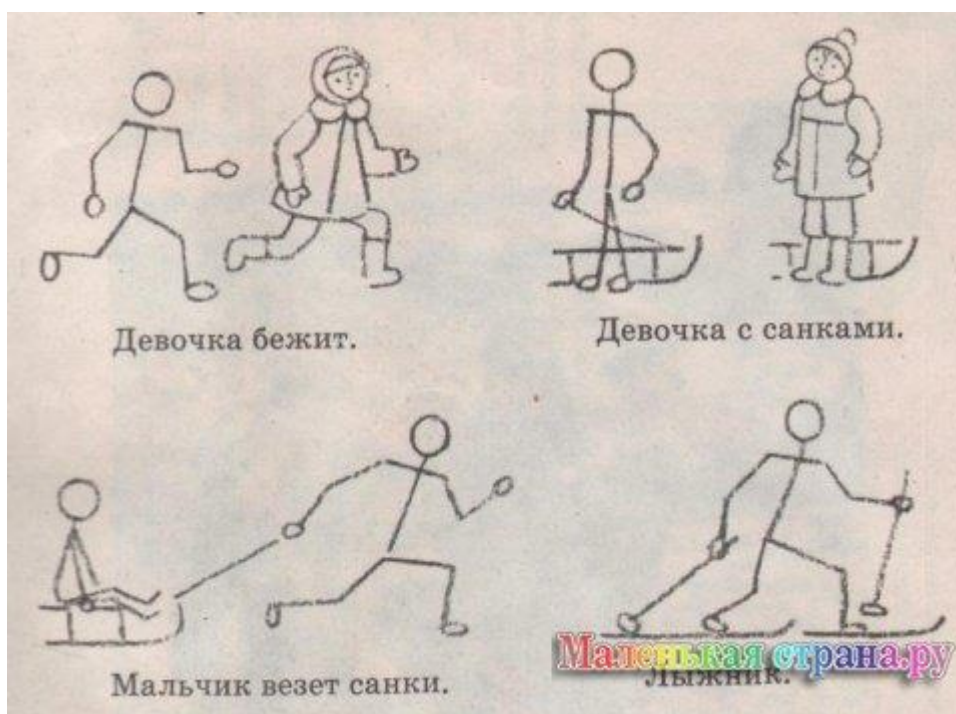 Девочка бежит.
Девочка с санками.
Мальчик везет санки.
Лыжник.
Маленькая страна.ру